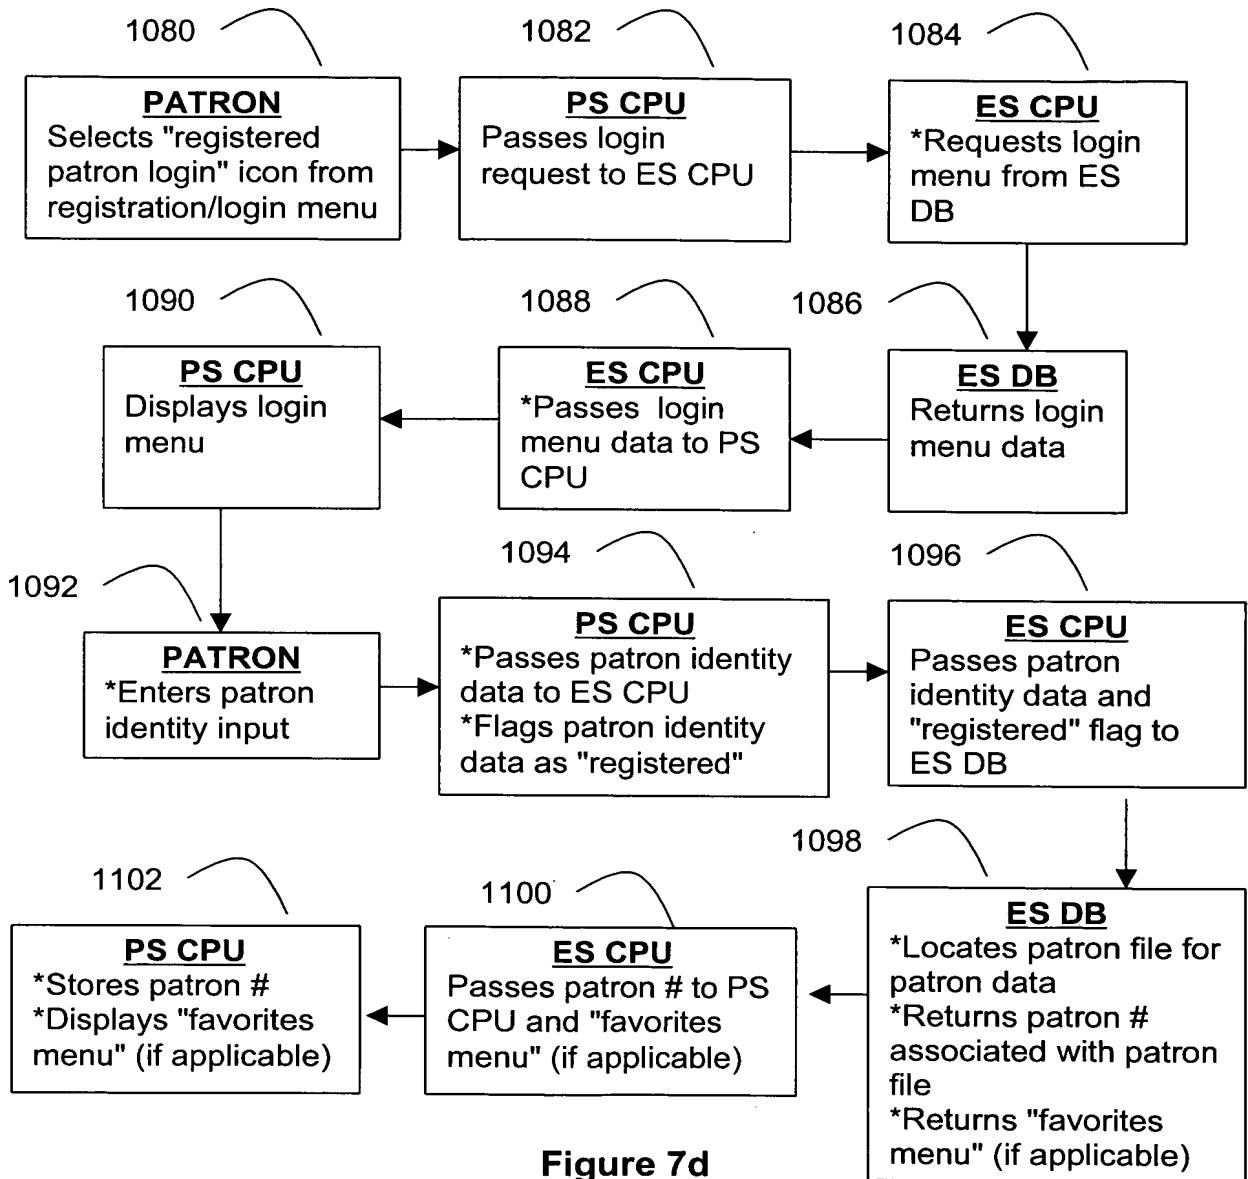 1080
PATRON
Selects "registered
patron login" icon from
registration/login menu
1082
PS CPU
Passes login
request to ES CPU
1084
ES CPU
*Requests login
menu from ES
DB
1086
ES DB
Returns login
menu data
1088
ES CPU
*Passes login
menu data to PS
CPU
1090
PS CPU
Displays login
menu
1092
PATRON
*Enters patron
identity input
1094
PS CPU
*Passes patron identity
data to ES CPU
*Flags patron identity
data as "registered"
1096
ES CPU
Passes patron
identity data and
"registered" flag to
ES DB
1098
ES DB
*Locates patron file for
patron data
*Returns patron #
associated with patron
file
*Returns "favorites
menu" (if applicable)
1100
ES CPU
Passes patron # to PS
CPU and "favorites
menu" (if applicable)
1102
PS CPU
*Stores patron #
*Displays "favorites
menu" (if applicable)
Figure 7d